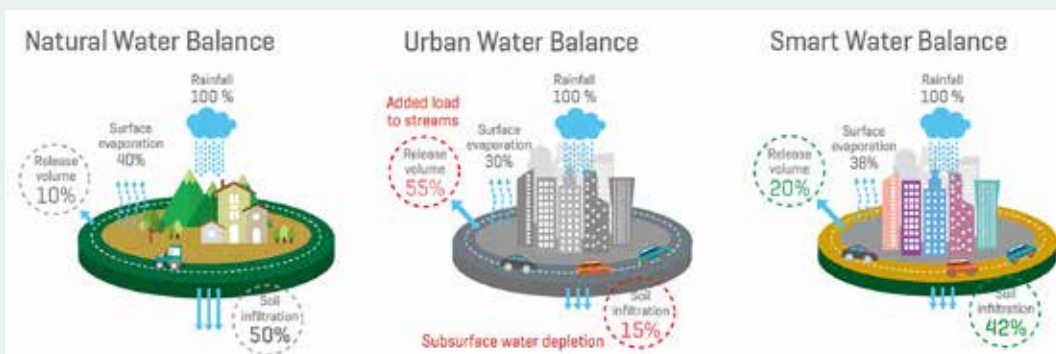 Natural Water Balance
Rainfall
100 %
Surface
evaporation
40%
Release
volume
10%
Soil
infiltration
50%
Urban Water Balance
Rainfall
100 %
Added load
to streams
Surface
evaporation
30%
Release
volume
55%
Soil
infiltration
15%
Subsurface water depletion
Smart Water Balance
Rainfall
100 %
Surface
evaporation
38%
Release
volume
20%
Soil
infiltration
42%